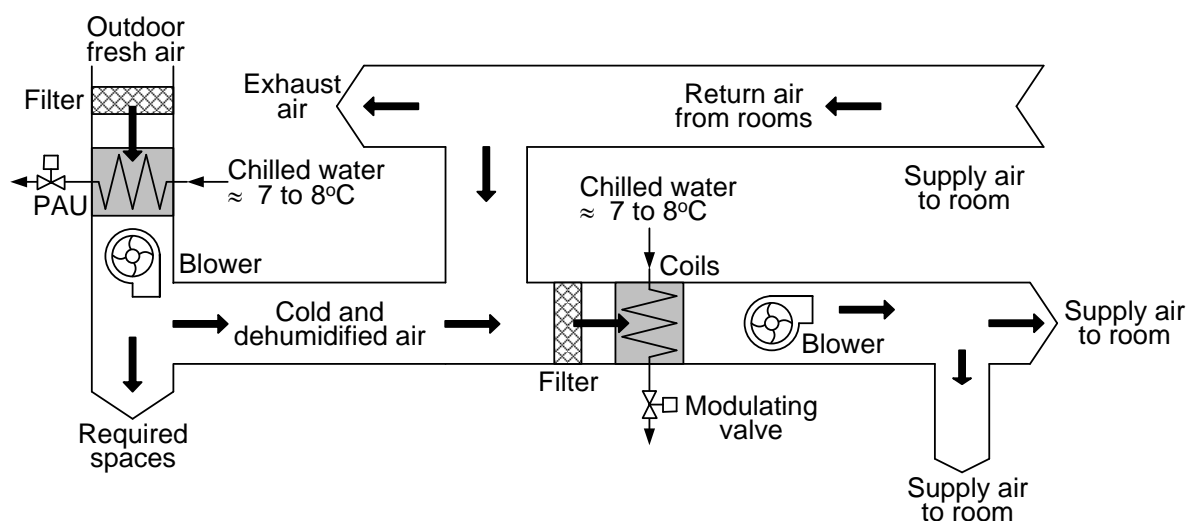 Outdoor
fresh air
Filter
Exhaust
air
Return air
from rooms
Chilled water
≈ 7 to 8°C
PAU
Chilled water
≈ 7 to 8°C
Supply air
to room
Blower
Coils
Cold and
dehumidified air
Blower
Supply air
to room
Filter
Modulating
valve
Required
spaces
Supply air
to room